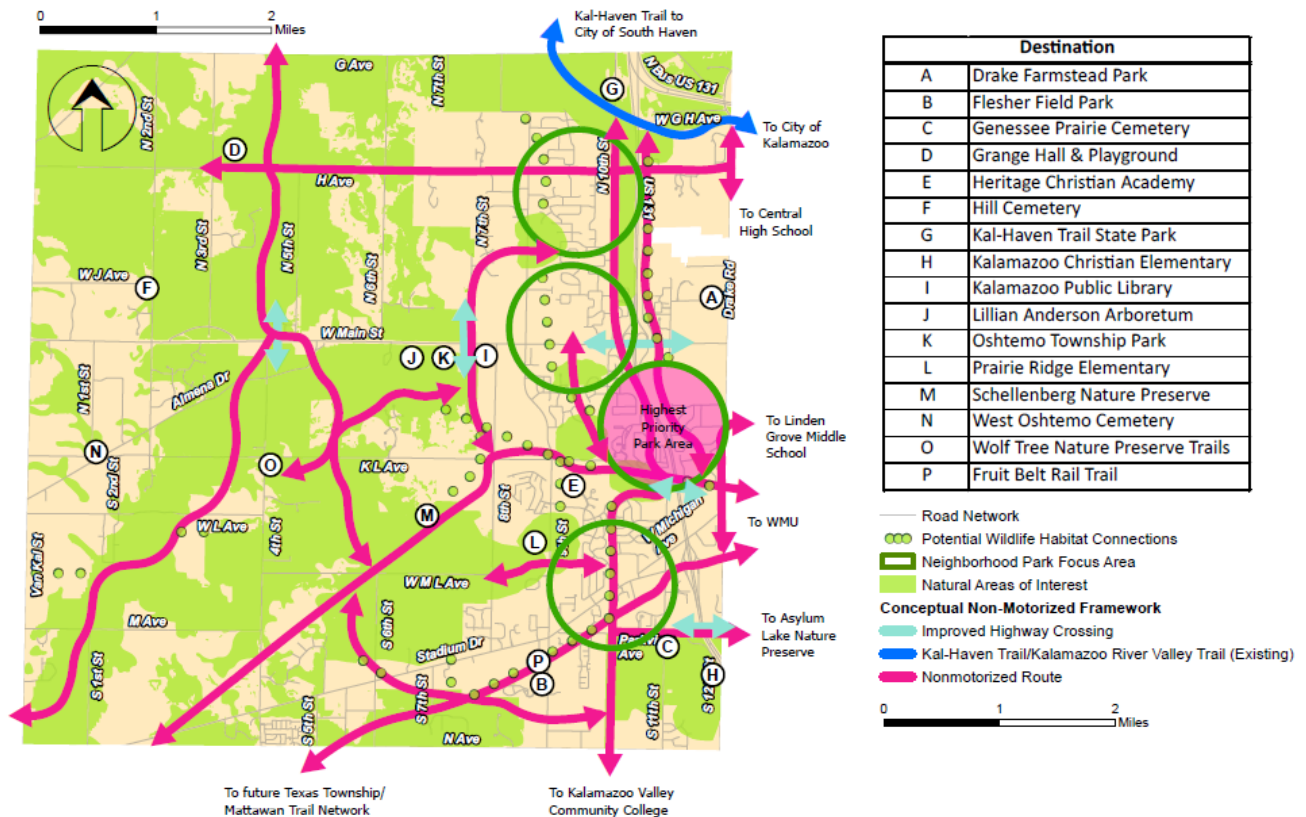 0 1 2
Miles
Kal-Haven Trail to
City of South Haven
G Ave
N 7th St
N Bus US 131
G
N 2nd St
W G H Ave
To City of
Kalamazoo
D
H Ave
N 10th St
US 131
To Central
High School
N 3rd St
N 5th St
N 7th St
N 6th St
W J Ave
F
A
Drake Rd
W Main St
J
K
I
Almena Dr
N 1st St
Highest
Priority
Park Area
To Linden
Grove Middle
School
N
O
K L Ave
S 2nd St
E
8th St
M
W L Ave
4th St
W Michigan
Ave
To WMU
L
9th St
Van Kal St
W M L Ave
M Ave
S 6th St
Stadium Dr
Parkview
Ave
C
To Asylum
Lake Nature
Preserve
P
B
H
S 1st St
S 7th St
S 5th St
S 11th St
S 12th St
N Ave
To future Texas Township/
Mattawan Trail Network
To Kalamazoo Valley
Community College
Destination
A Drake Farmstead Park
B Flesher Field Park
C Genessee Prairie Cemetery
D Grange Hall & Playground
E Heritage Christian Academy
F Hill Cemetery
G Kal-Haven Trail State Park
H Kalamazoo Christian Elementary
I Kalamazoo Public Library
J Lillian Anderson Arboretum
K Oshtemo Township Park
L Prairie Ridge Elementary
M Schellenberg Nature Preserve
N West Oshtemo Cemetery
O Wolf Tree Nature Preserve Trails
P Fruit Belt Rail Trail
Road Network
Potential Wildlife Habitat Connections
Neighborhood Park Focus Area
Natural Areas of Interest
Conceptual Non-Motorized Framework
Improved Highway Crossing
Kal-Haven Trail/Kalamazoo River Valley Trail (Existing)
Nonmotorized Route
0 1 2
Miles